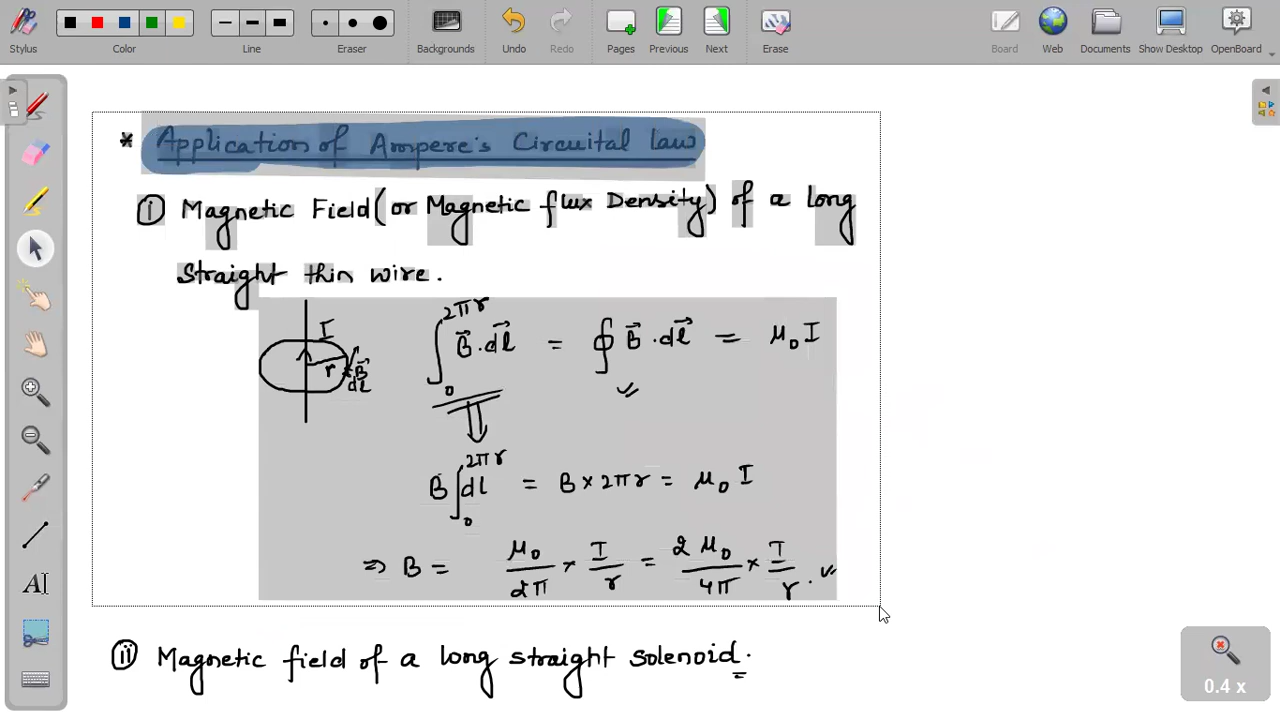 Stylus Color Line Eraser Backgrounds Undo Redo Pages Previous Next Erase Board Web Documents Show Desktop OpenBoard
* Application of Ampere's Circuital law
(i) Magnetic Field (or Magnetic flux Density) of a long
straight thin wire.
I
r
B⃗
dl⃗
∫₀^{2πr} B⃗ · dl⃗ = ∮ B⃗ · dl⃗ = μ₀ I
B ∫₀^{2πr} dl = B × 2πr = μ₀ I
⇒ B = μ₀/2π × I/r = 2μ₀/4π × I/r .
(ii) Magnetic field of a long straight solenoid.
0.4 x